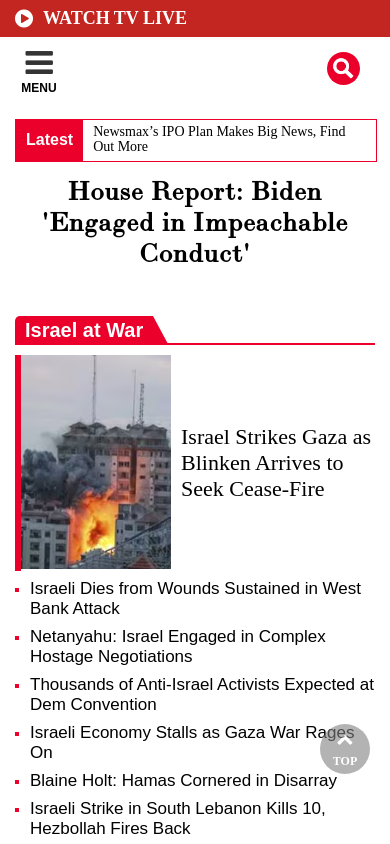 WATCH TV LIVE
MENU
Latest
Newsmax’s IPO Plan Makes Big News, Find
Out More
House Report: Biden
'Engaged in Impeachable
Conduct'
Israel at War
Israel Strikes Gaza as
Blinken Arrives to
Seek Cease-Fire
Israeli Dies from Wounds Sustained in West
Bank Attack
Netanyahu: Israel Engaged in Complex
Hostage Negotiations
Thousands of Anti-Israel Activists Expected at
Dem Convention
Israeli Economy Stalls as Gaza War Rages
On
TOP
Blaine Holt: Hamas Cornered in Disarray
Israeli Strike in South Lebanon Kills 10,
Hezbollah Fires Back